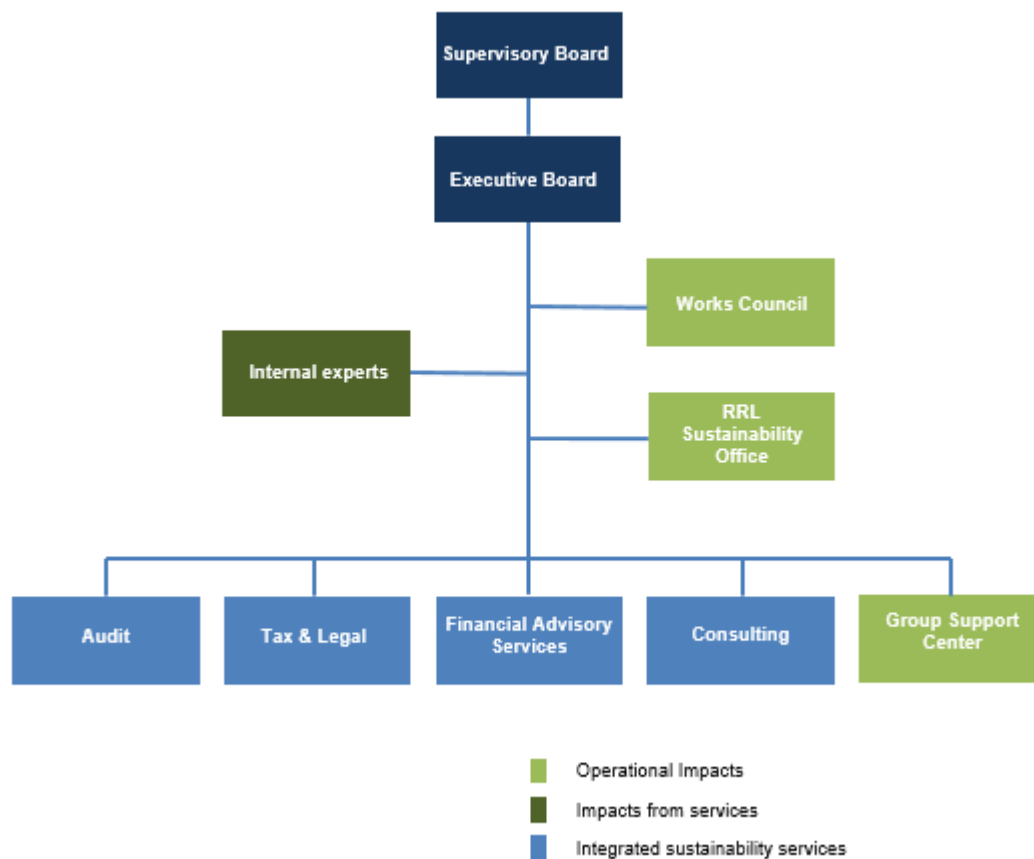 Supervisory Board
Executive Board
Works Council
Internal experts
RRL
Sustainability
Office
Audit
Tax & Legal
Financial Advisory
Services
Consulting
Group Support
Center
Operational Impacts
Impacts from services
Integrated sustainability services